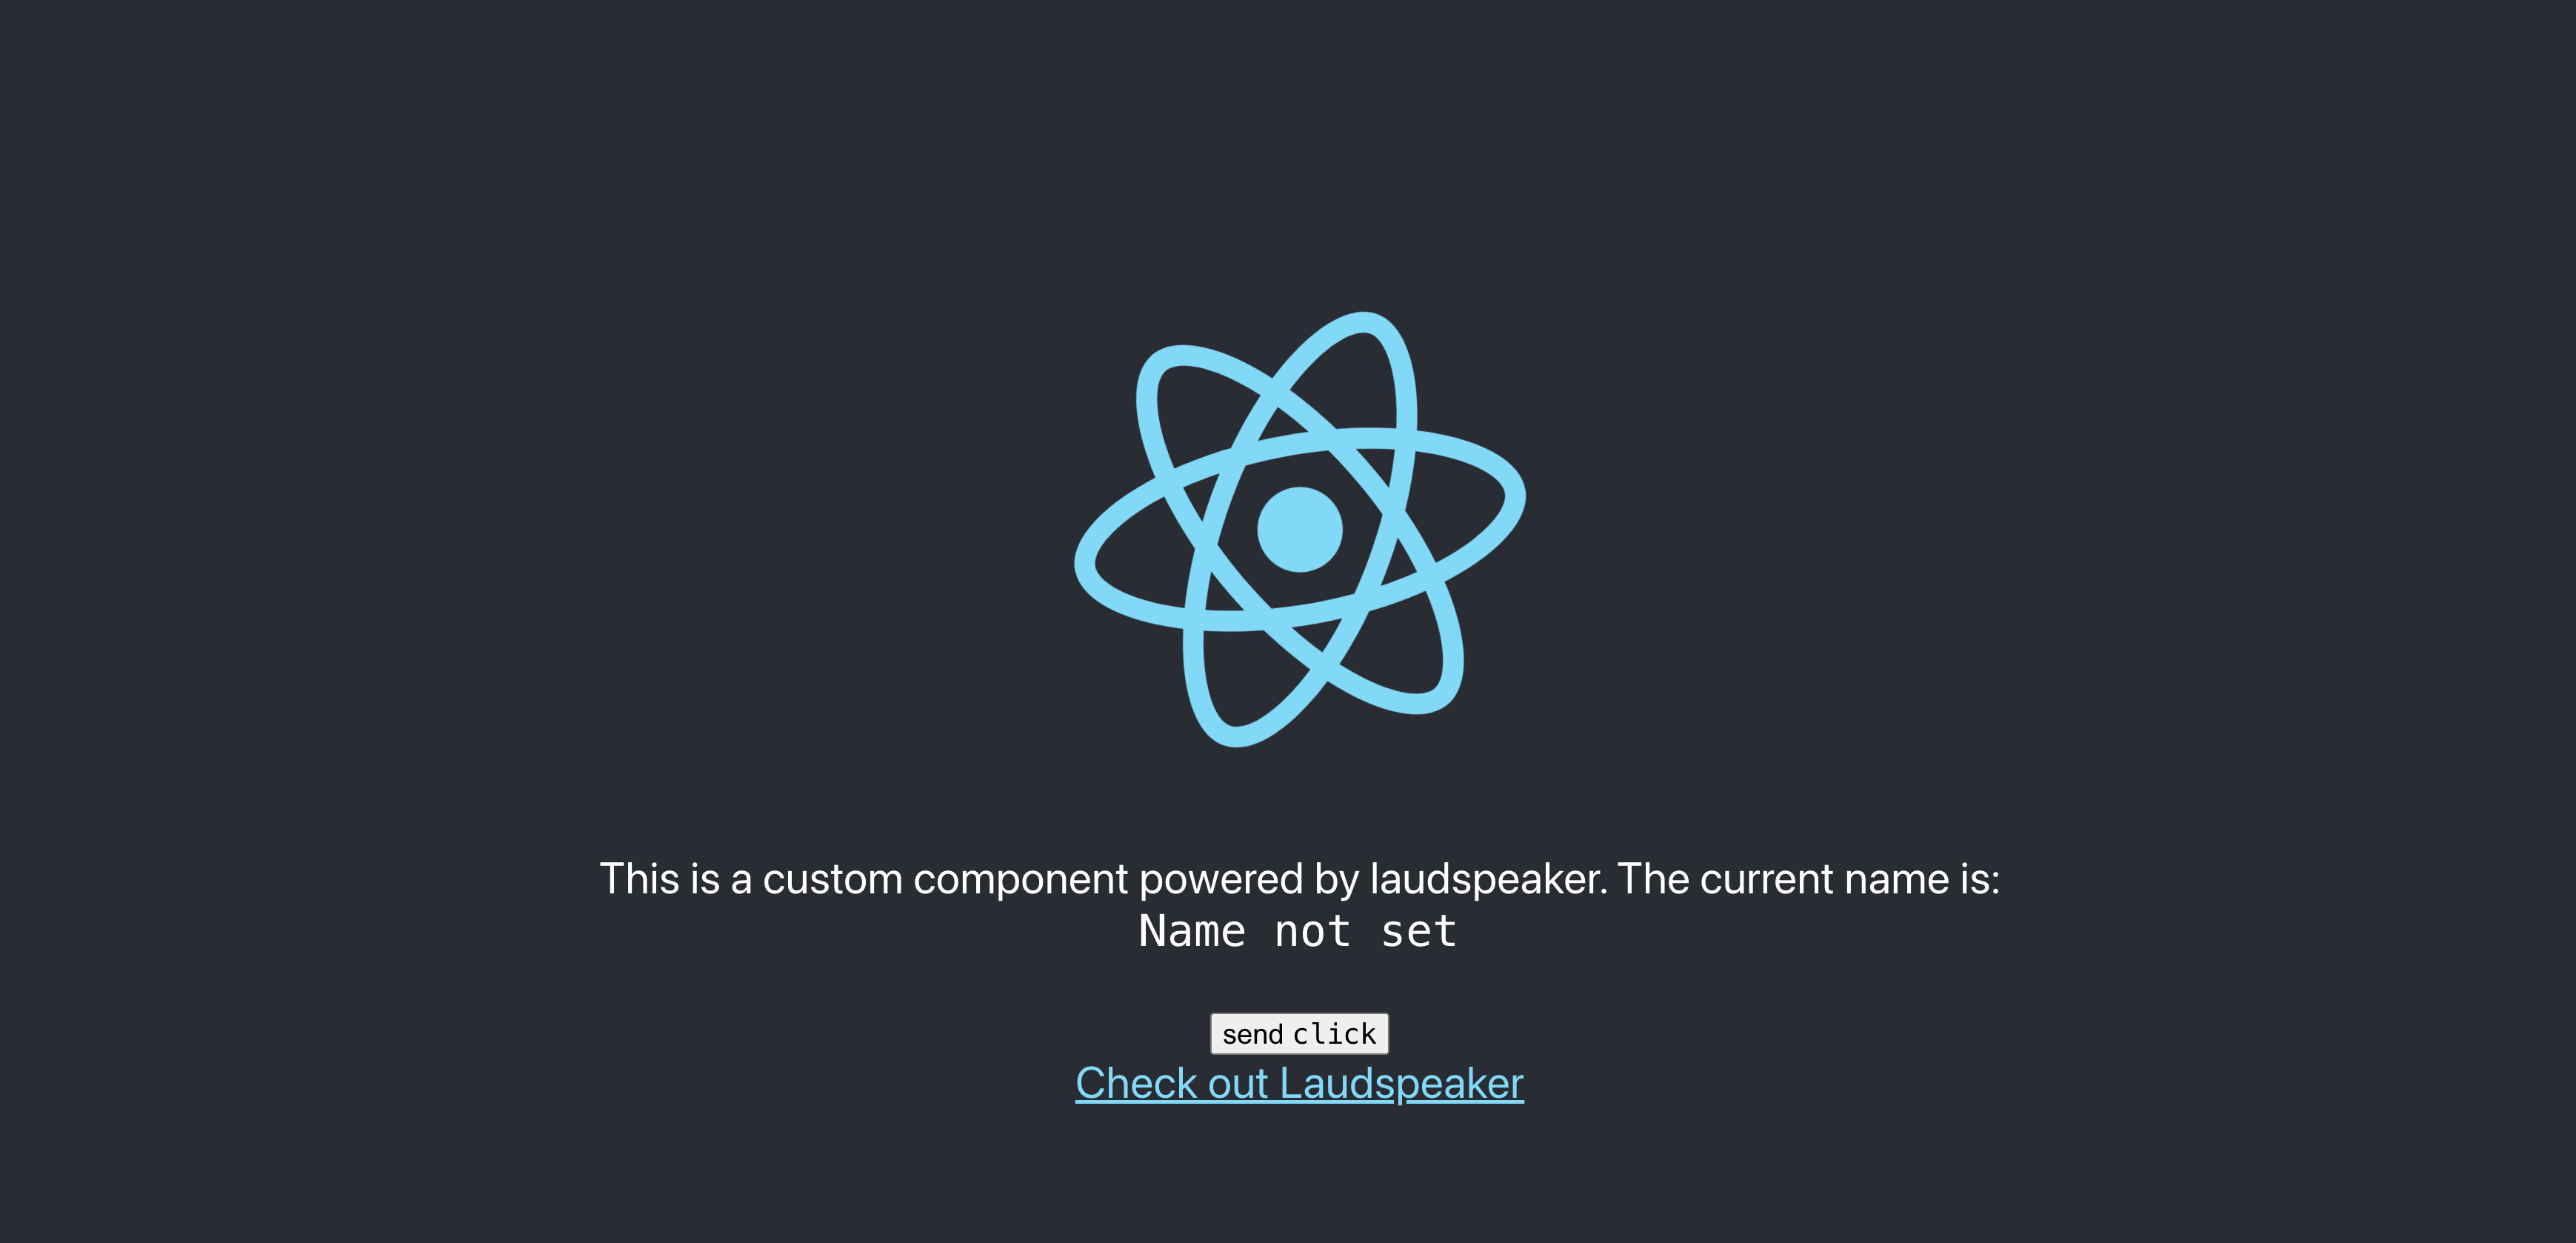 This is a custom component powered by laudspeaker. The current name is:
Name not set
send click
Check out Laudspeaker